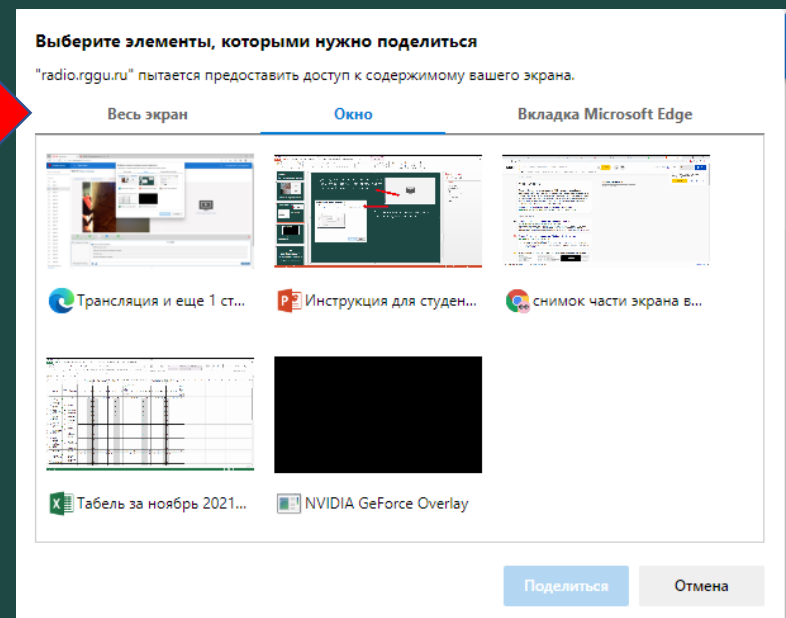 Выберите элементы, которыми нужно поделиться
"radio.rggu.ru" пытается предоставить доступ к содержимому вашего экрана.
Весь экран Окно Вкладка Microsoft Edge
Трансляция и еще 1 ст... Инструкция для студен... снимок части экрана в...
Табель за ноябрь 2021... NVIDIA GeForce Overlay
Поделиться Отмена